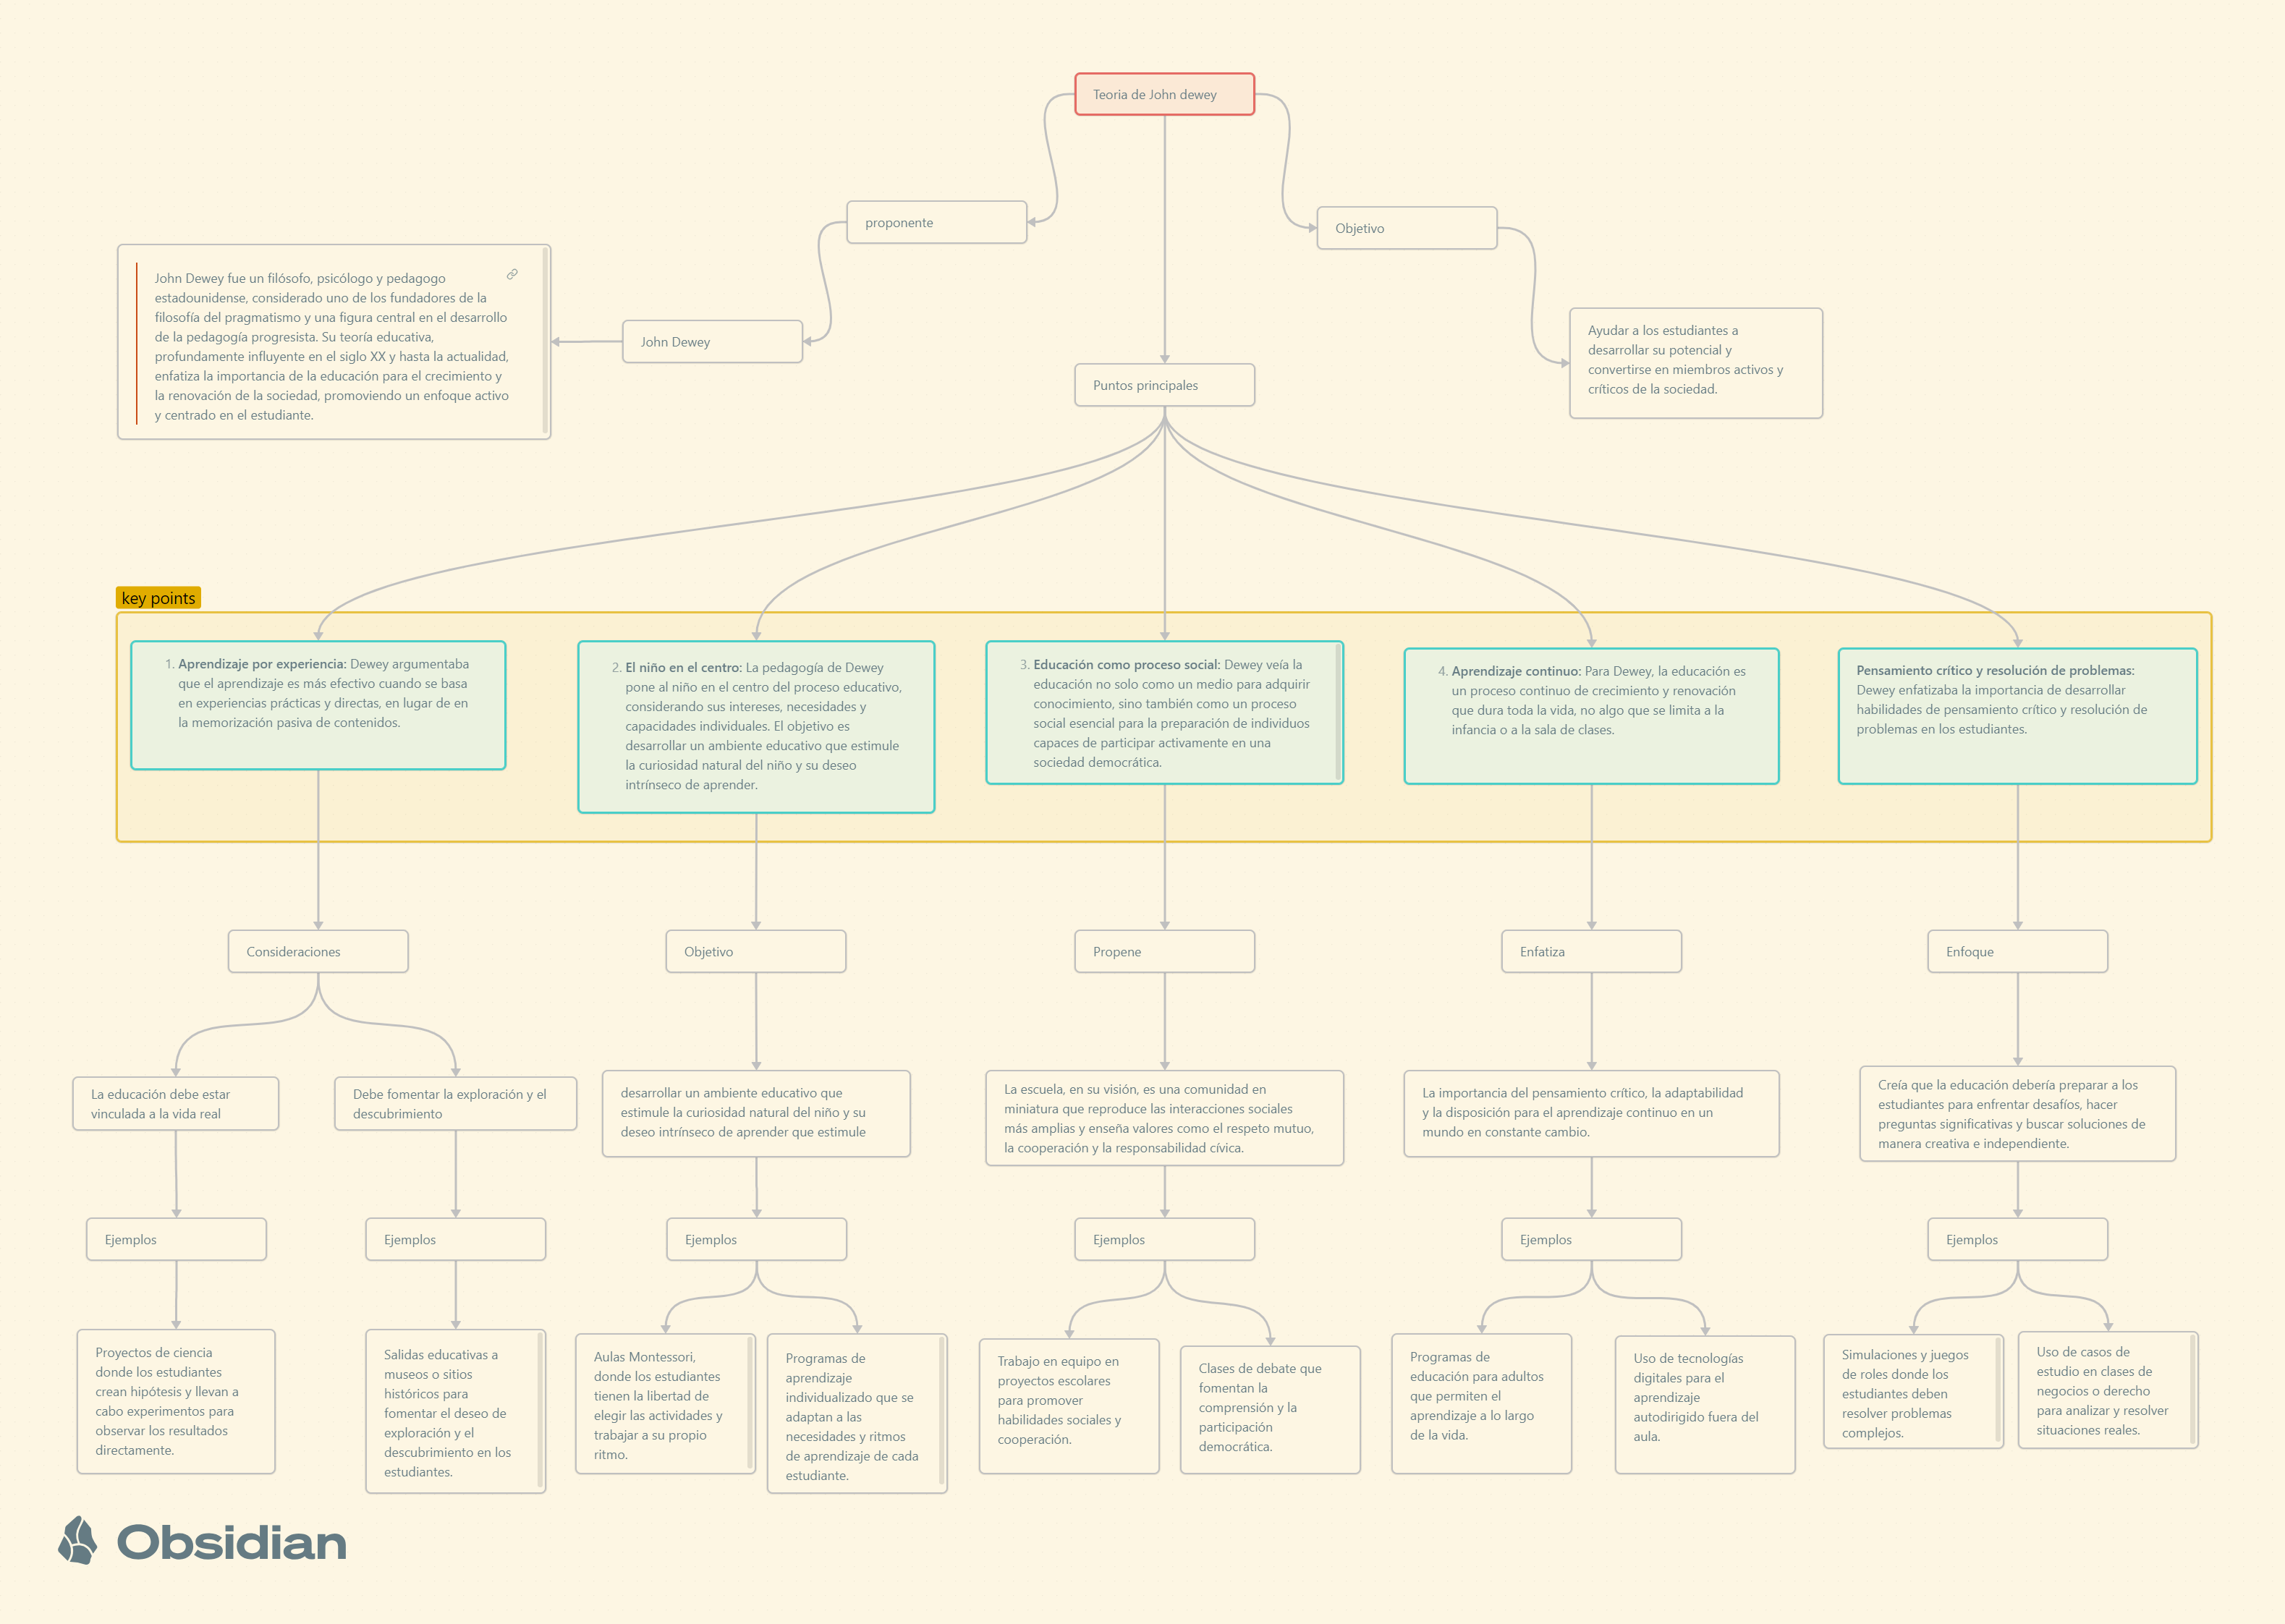 Teoria de John dewey
proponente
Objetivo
John Dewey fue un filósofo, psicólogo y pedagogo
estadounidense, considerado uno de los fundadores de la
filosofía del pragmatismo y una figura central en el desarrollo
de la pedagogía progresista. Su teoría educativa,
profundamente influyente en el siglo XX y hasta la actualidad,
enfatiza la importancia de la educación para el crecimiento y
la renovación de la sociedad, promoviendo un enfoque activo
y centrado en el estudiante.
John Dewey
Ayudar a los estudiantes a
desarrollar su potencial y
convertirse en miembros activos y
críticos de la sociedad.
Puntos principales
key points
1. Aprendizaje por experiencia: Dewey argumentaba
que el aprendizaje es más efectivo cuando se basa
en experiencias prácticas y directas, en lugar de en
la memorización pasiva de contenidos.
2. El niño en el centro: La pedagogía de Dewey
pone al niño en el centro del proceso educativo,
considerando sus intereses, necesidades y
capacidades individuales. El objetivo es
desarrollar un ambiente educativo que estimule
la curiosidad natural del niño y su deseo
intrínseco de aprender.
3. Educación como proceso social: Dewey veía la
educación no solo como un medio para adquirir
conocimiento, sino también como un proceso
social esencial para la preparación de individuos
capaces de participar activamente en una
sociedad democrática.
4. Aprendizaje continuo: Para Dewey, la educación es
un proceso continuo de crecimiento y renovación
que dura toda la vida, no algo que se limita a la
infancia o a la sala de clases.
Pensamiento crítico y resolución de problemas:
Dewey enfatizaba la importancia de desarrollar
habilidades de pensamiento crítico y resolución de
problemas en los estudiantes.
Consideraciones
Objetivo
Propene
Enfatiza
Enfoque
La educación debe estar
vinculada a la vida real
Debe fomentar la exploración y el
descubrimiento
desarrollar un ambiente educativo que
estimule la curiosidad natural del niño y su
deseo intrínseco de aprender que estimule
La escuela, en su visión, es una comunidad en
miniatura que reproduce las interacciones sociales
más amplias y enseña valores como el respeto mutuo,
la cooperación y la responsabilidad cívica.
La importancia del pensamiento crítico, la adaptabilidad
y la disposición para el aprendizaje continuo en un
mundo en constante cambio.
Creía que la educación debería preparar a los
estudiantes para enfrentar desafíos, hacer
preguntas significativas y buscar soluciones de
manera creativa e independiente.
Ejemplos
Ejemplos
Ejemplos
Ejemplos
Ejemplos
Ejemplos
Proyectos de ciencia
donde los estudiantes
crean hipótesis y llevan a
cabo experimentos para
observar los resultados
directamente.
Salidas educativas a
museos o sitios
históricos para
fomentar el deseo de
exploración y el
descubrimiento en los
estudiantes.
Aulas Montessori,
donde los estudiantes
tienen la libertad de
elegir las actividades y
trabajar a su propio
ritmo.
Programas de
aprendizaje
individualizado que se
adaptan a las
necesidades y ritmos
de aprendizaje de cada
estudiante.
Trabajo en equipo en
proyectos escolares
para promover
habilidades sociales y
cooperación.
Clases de debate que
fomentan la
comprensión y la
participación
democrática.
Programas de
educación para adultos
que permiten el
aprendizaje a lo largo
de la vida.
Uso de tecnologías
digitales para el
aprendizaje
autodirigido fuera del
aula.
Simulaciones y juegos
de roles donde los
estudiantes deben
resolver problemas
complejos.
Uso de casos de
estudio en clases de
negocios o derecho
para analizar y resolver
situaciones reales.
Obsidian